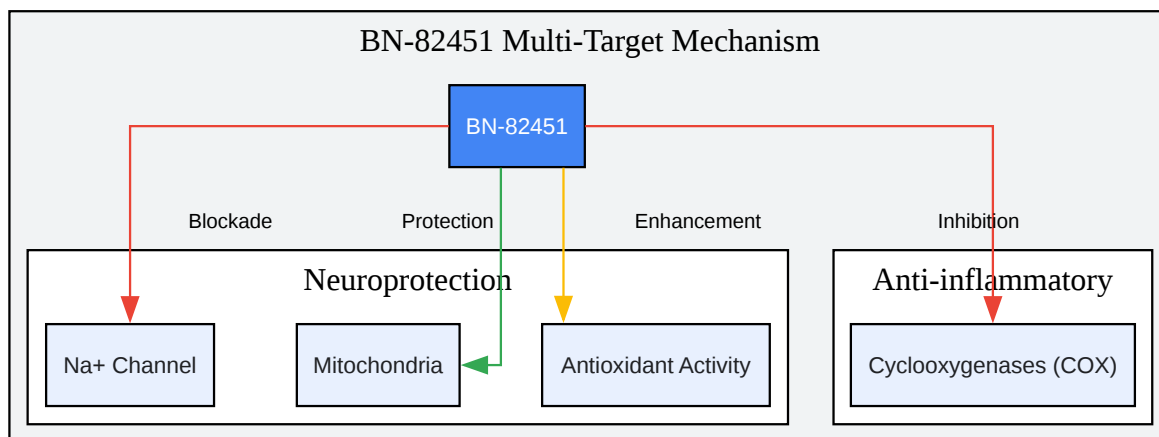 BN-82451 Multi-Target Mechanism
BN-82451
Blockade
Protection
Enhancement
Inhibition
Neuroprotection
Anti-inflammatory
Na+ Channel
Mitochondria
Antioxidant Activity
Cyclooxygenases (COX)